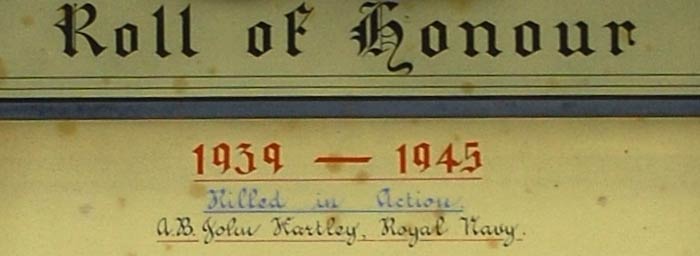 Roll of Honour
1939 — 1945
Killed in Action.
A.B. John Hartley, Royal Navy.